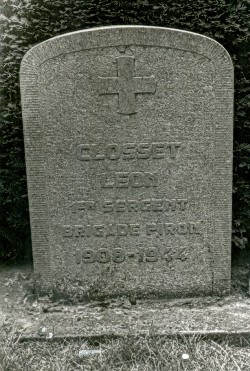 CLOSSET
LEON
1ER SERGENT
BRIGADE PIRON
1908-1944